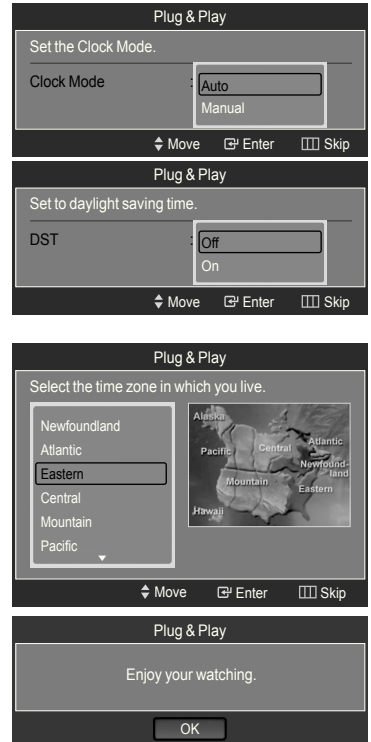 Plug & Play
Set the Clock Mode.
Clock Mode : Auto
Manual
Move Enter Skip
Plug & Play
Set to daylight saving time.
DST : Off
On
Move Enter Skip
Plug & Play
Select the time zone in which you live.
Newfoundland
Atlantic
Eastern
Central
Mountain
Pacific
Alaska
Pacific
Central
Atlantic
Newfound-
land
Mountain
Eastern
Hawaii
Move Enter Skip
Plug & Play
Enjoy your watching.
OK